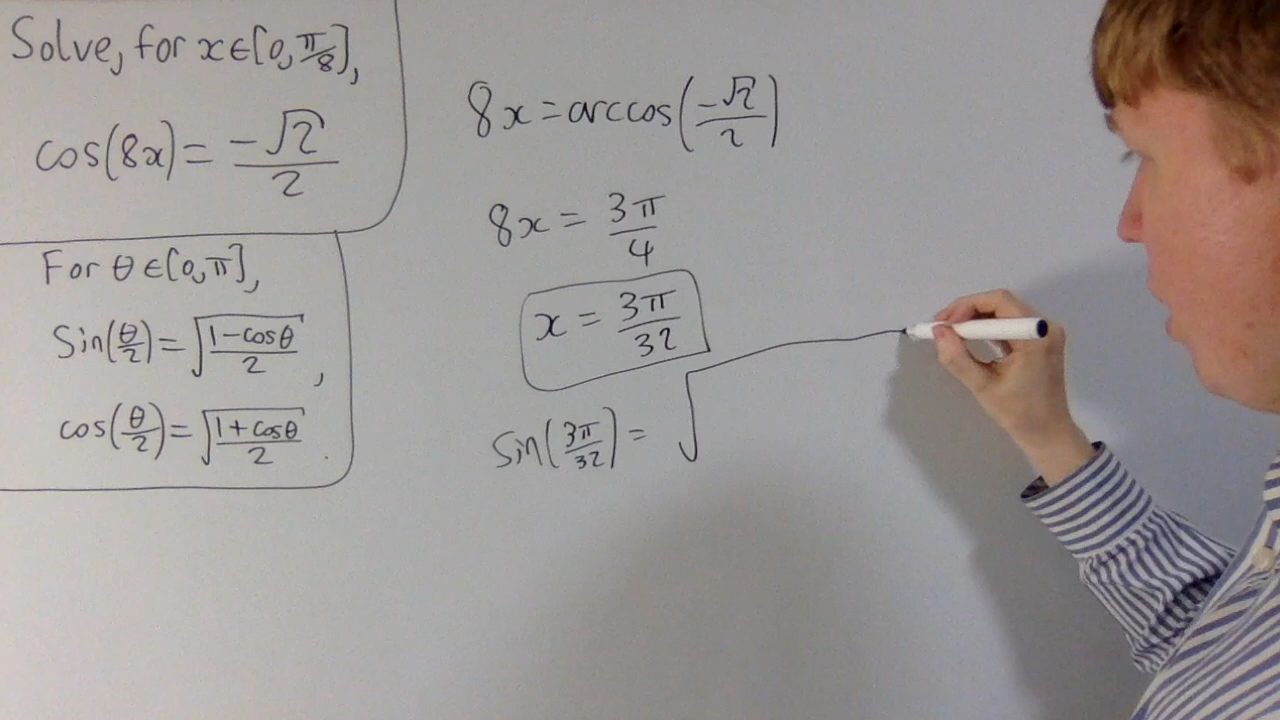 Solve, for x∈[0, π/8],
cos(8x) = -√2/2
For θ∈[0, π],
Sin(θ/2) = √((1-cosθ)/2),
cos(θ/2) = √((1+cosθ)/2).
8x = arccos(-√2/2)
8x = 3π/4
x = 3π/32
Sin(3π/32) = √